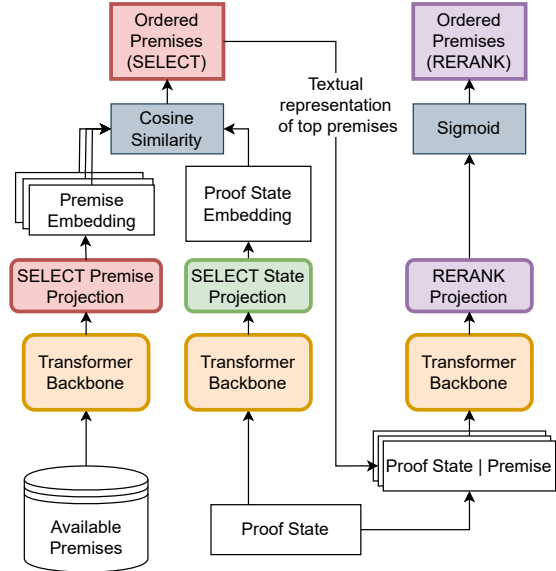 Ordered
Premises
(SELECT)
Ordered
Premises
(RERANK)
Textual
representation
of top premises
Cosine
Similarity
Sigmoid
Premise
Embedding
Proof State
Embedding
SELECT Premise
Projection
SELECT State
Projection
RERANK
Projection
Transformer
Backbone
Transformer
Backbone
Transformer
Backbone
Proof State | Premise
Available
Premises
Proof State